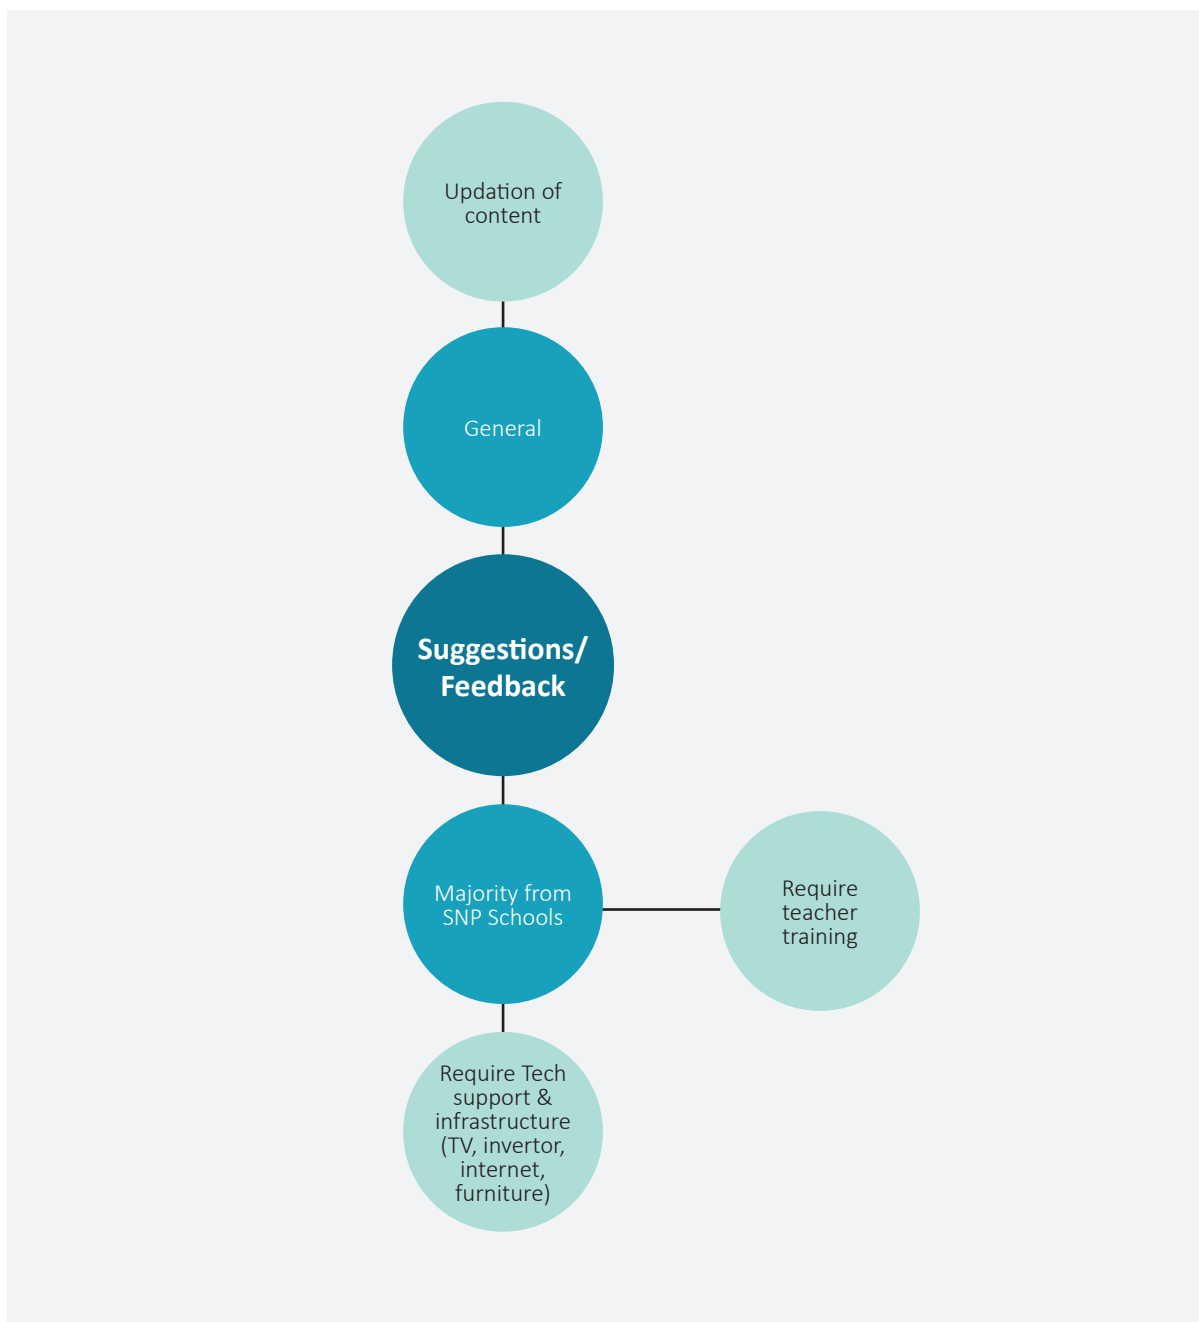 Updation of
content
General
Suggestions/
Feedback
Majority from
SNP Schools
Require
teacher
training
Require Tech
support &
infrastructure
(TV, invertor,
internet,
furniture)